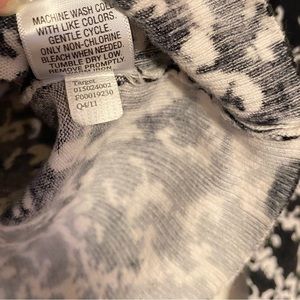 MACHINE WASH COLD
WITH LIKE COLORS.
GENTLE CYCLE
ONLY NON-CHLORINE
BLEACH WHEN NEEDED.
TUMBLE DRY LOW.
REMOVE PROMPTLY
Target
015024002
F00019230
Q4/11